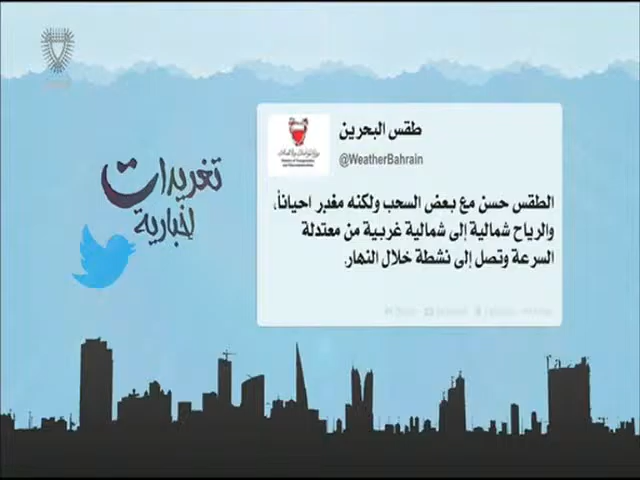 طقس البحرين
@WeatherBahrain
تغريدات
إخبارية
الطقس حسن مع بعض السحب ولكنه مغبر احياناً،
والرياح شمالية إلى شمالية غربية من معتدلة
السرعة وتصل إلى نشطة خلال النهار.